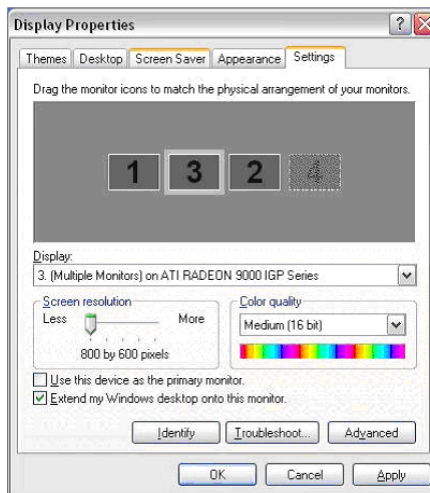 Display Properties
Themes Desktop Screen Saver Appearance Settings
Drag the monitor icons to match the physical arrangement of your monitors.
1 3 2 4
Display:
3. (Multiple Monitors) on ATI RADEON 9000 IGP Series
Screen resolution Color quality
Less More Medium (16 bit)
800 by 600 pixels
Use this device as the primary monitor.
Extend my Windows desktop onto this monitor.
Identify Troubleshoot... Advanced
OK Cancel Apply